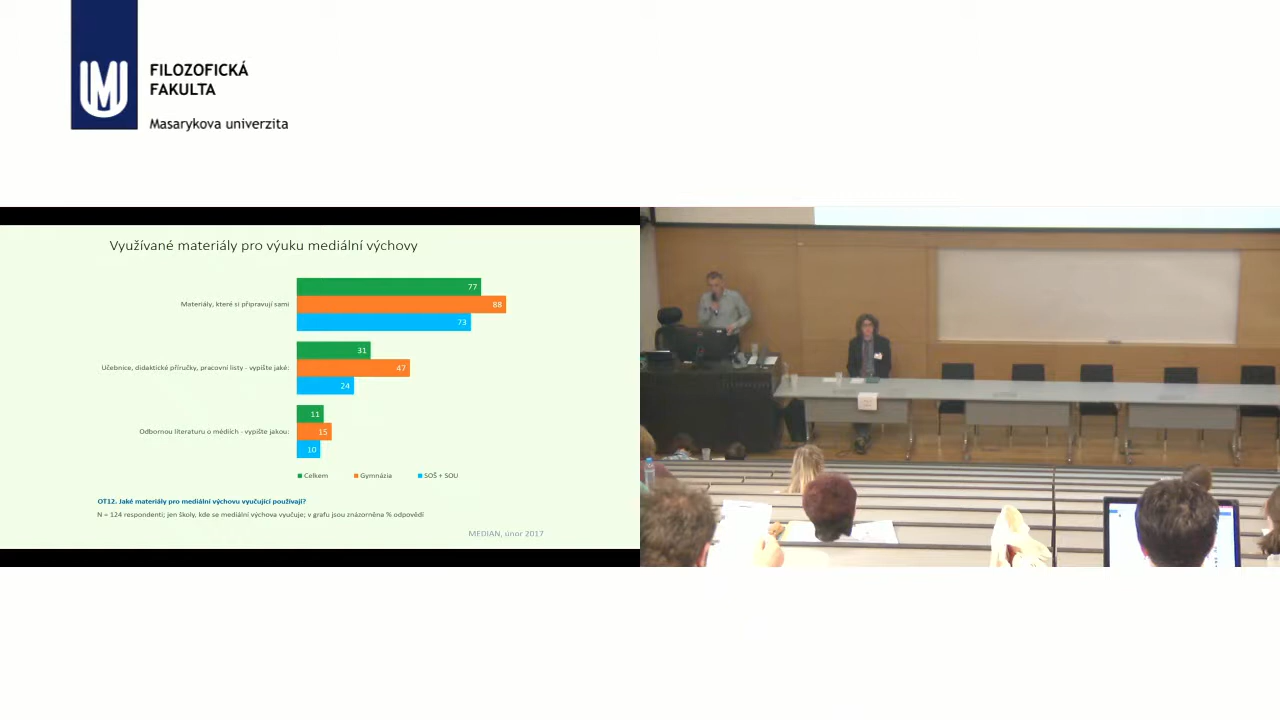 FILOZOFICKÁ
FAKULTA
Masarykova univerzita
Využívané materiály pro výuku mediální výchovy
Materiály, které si připravují sami
77
88
73
Učebnice, didaktické příručky, pracovní listy - vypište jaké:
31
47
24
Odbornou literaturu o médiích - vypište jakou:
11
15
10
Celkem Gymnázia SOŠ + SOU
OT12. Jaké materiály pro mediální výchovu vyučující používají?
N = 124 respondenti; jen školy, kde se mediální výchova vyučuje; v grafu jsou znázorněna % odpovědí
MEDIAN, únor 2017